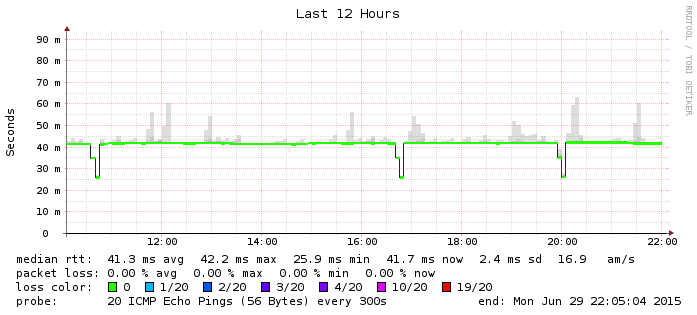 Last 12 Hours
RRDTOOL / TOBI OETIKER
Seconds
90 m
80 m
70 m
60 m
50 m
40 m
30 m
20 m
10 m
0
12:00 14:00 16:00 18:00 20:00 22:00
median rtt: 41.3 ms avg 42.2 ms max 25.9 ms min 41.7 ms now 2.4 ms sd 16.9 am/s
packet loss: 0.00 % avg 0.00 % max 0.00 % min 0.00 % now
loss color: 0 1/20 2/20 3/20 4/20 10/20 19/20
probe: 20 ICMP Echo Pings (56 Bytes) every 300s end: Mon Jun 29 22:05:04 2015